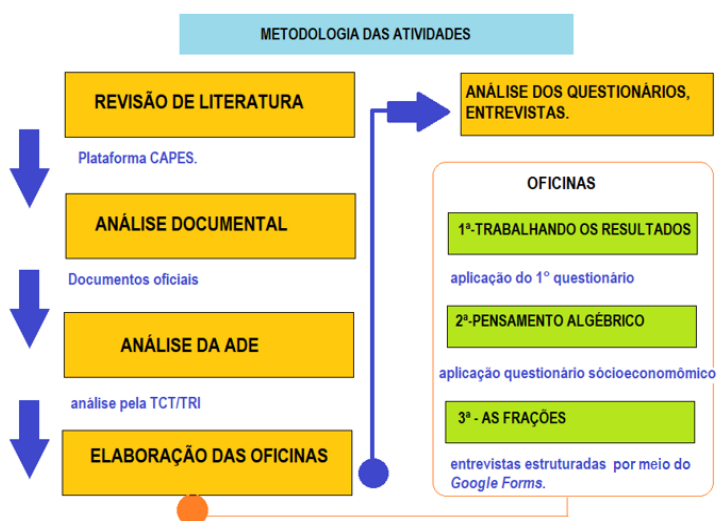 METODOLOGIA DAS ATIVIDADES
REVISÃO DE LITERATURA
Plataforma CAPES.
ANÁLISE DOCUMENTAL
Documentos oficiais
ANÁLISE DA ADE
análise pela TCT/TRI
ELABORAÇÃO DAS OFICINAS
ANÁLISE DOS QUESTIONÁRIOS,
ENTREVISTAS.
OFICINAS
1ª-TRABALHANDO OS RESULTADOS
aplicação do 1° questionário
2ª-PENSAMENTO ALGÉBRICO
aplicação questionário sócioeconomômico
3ª - AS FRAÇÕES
entrevistas estruturadas por meio do
Google Forms.